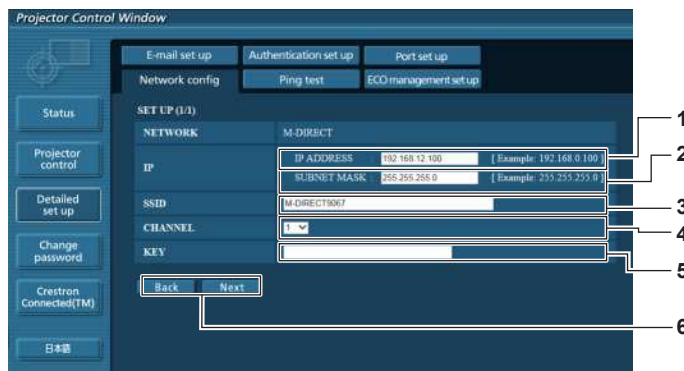 Projector Control Window
E-mail set up Authentication set up Port set up
Network config Ping test ECO management set up
Status
Projector control
Detailed set up
Change password
Crestron Connected(TM)
日本語
SET UP (1/1)
NETWORK M-DIRECT
IP
IP ADDRESS : 192.168.12.100 [ Example: 192.168.0.100 ]
SUBNET MASK : 255.255.255.0 [ Example: 255.255.255.0 ]
SSID M-DIRECT9067
CHANNEL 1
KEY
Back Next
1
2
3
4
5
6